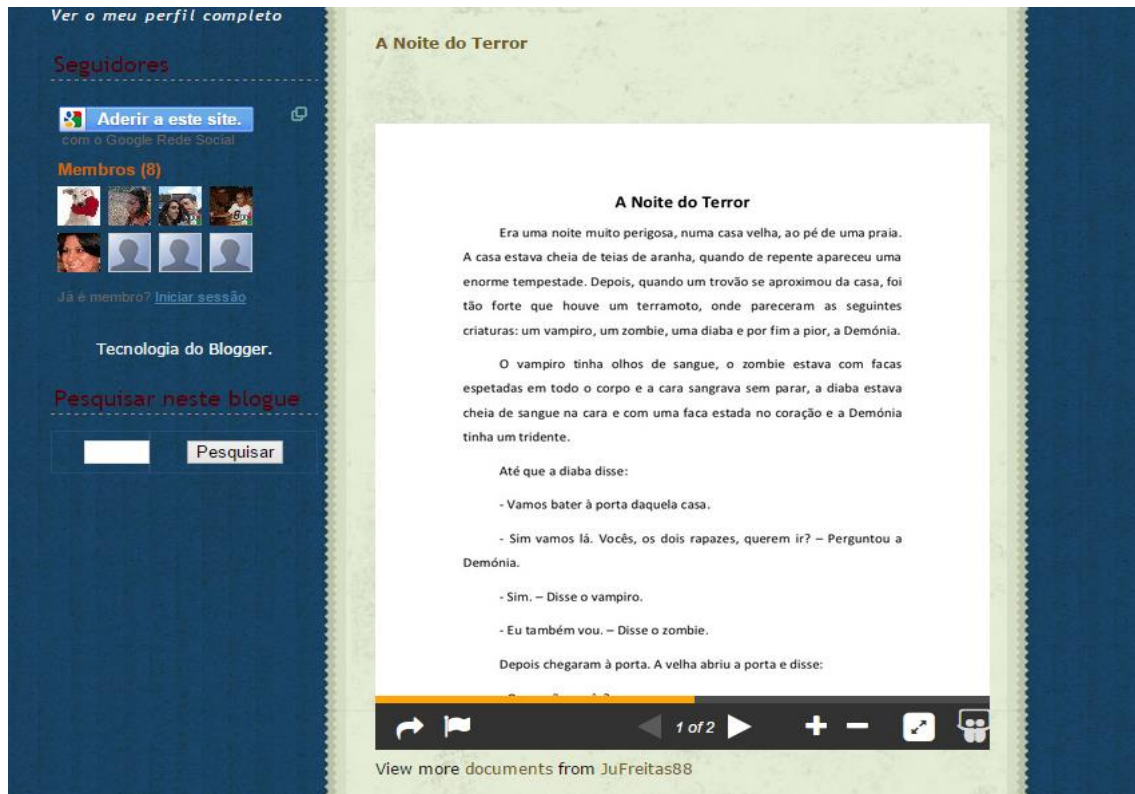 Ver o meu perfil completo
Seguidores
Aderir a este site.
com o Google Rede Social
Membros (8)
Já é membro? Iniciar sessão
Tecnologia do Blogger.
Pesquisar neste blogue
Pesquisar
A Noite do Terror
A Noite do Terror
Era uma noite muito perigosa, numa casa velha, ao pé de uma praia.
A casa estava cheia de teias de aranha, quando de repente apareceu uma
enorme tempestade. Depois, quando um trovão se aproximou da casa, foi
tão forte que houve um terramoto, onde pareceram as seguintes
criaturas: um vampiro, um zombie, uma diaba e por fim a pior, a Demónia.
O vampiro tinha olhos de sangue, o zombie estava com facas
espetadas em todo o corpo e a cara sangrava sem parar, a diaba estava
cheia de sangue na cara e com uma faca estada no coração e a Demónia
tinha um tridente.
Até que a diaba disse:
- Vamos bater à porta daquela casa.
- Sim vamos lá. Vocês, os dois rapazes, querem ir? – Perguntou a
Demónia.
- Sim. – Disse o vampiro.
- Eu também vou. – Disse o zombie.
Depois chegaram à porta. A velha abriu a porta e disse:
1 of 2
View more documents from JuFreitas88